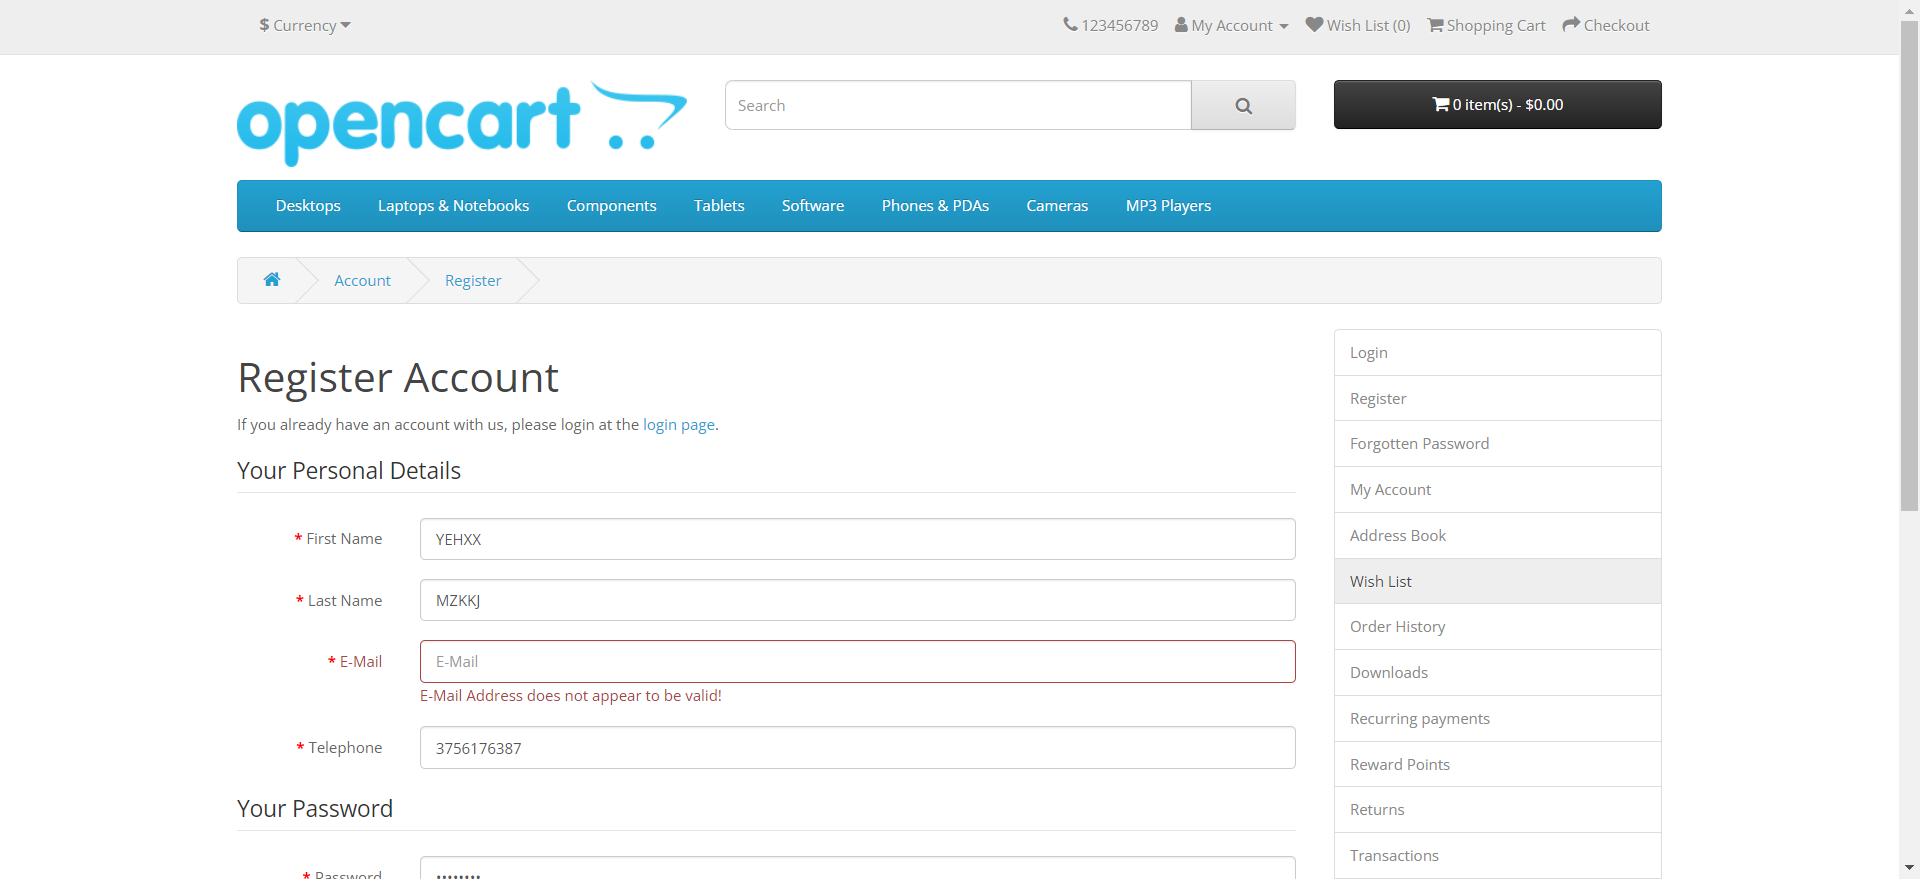 $ Currency
123456789 My Account Wish List (0) Shopping Cart Checkout
opencart
Search
0 item(s) - $0.00
Desktops Laptops & Notebooks Components Tablets Software Phones & PDAs Cameras MP3 Players
Account Register
Register Account
If you already have an account with us, please login at the login page.
Your Personal Details
* First Name YEHXX
* Last Name MZKKJ
* E-Mail E-Mail
E-Mail Address does not appear to be valid!
* Telephone 3756176387
Your Password
* Password ••••••••
Login
Register
Forgotten Password
My Account
Address Book
Wish List
Order History
Downloads
Recurring payments
Reward Points
Returns
Transactions